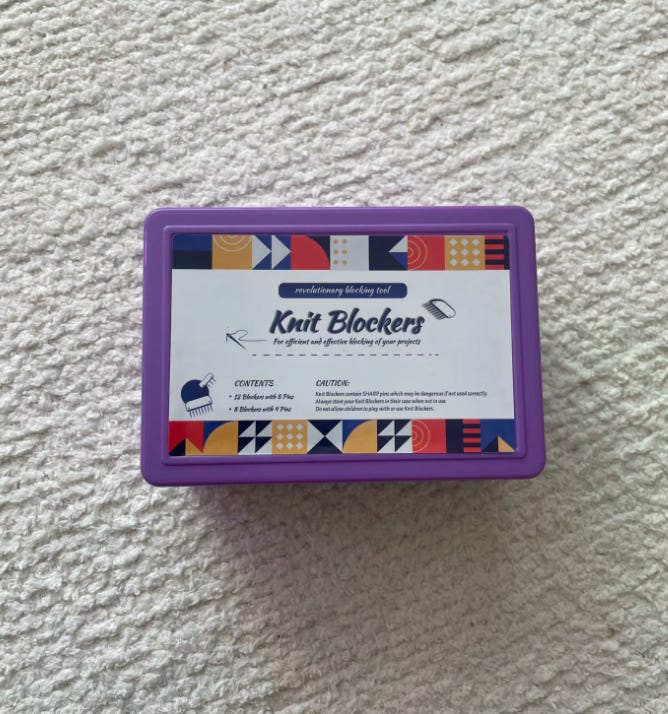 revolutionary blocking tool
Knit Blockers
For efficient and effective blocking of your projects
CONTENTS
• 12 Blockers with 8 Pins
• 8 Blockers with 4 Pins
CAUTION:
Knit Blockers contain SHARP pins which may be dangerous if not used correctly.
Always store your Knit Blockers in their case when not in use.
Do not allow children to play with or use Knit Blockers.